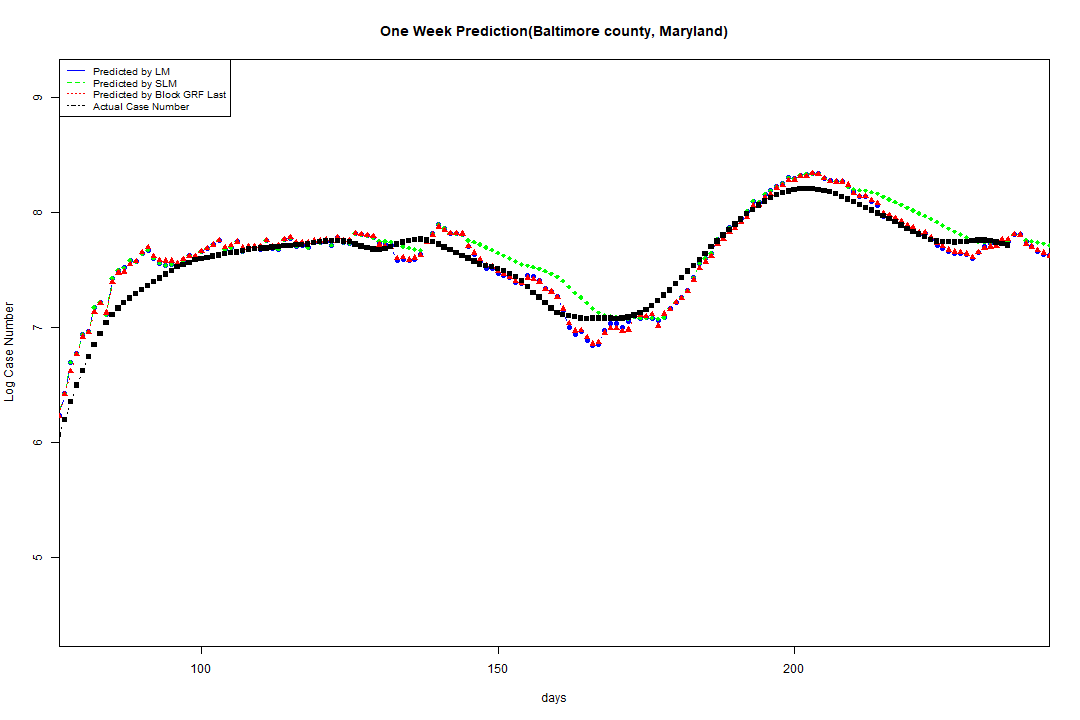 One Week Prediction(Baltimore county, Maryland)
Predicted by LM
Predicted by SLM
Predicted by Block GRF Last
Actual Case Number
9
8
7
6
5
Log Case Number
100 150 200
days